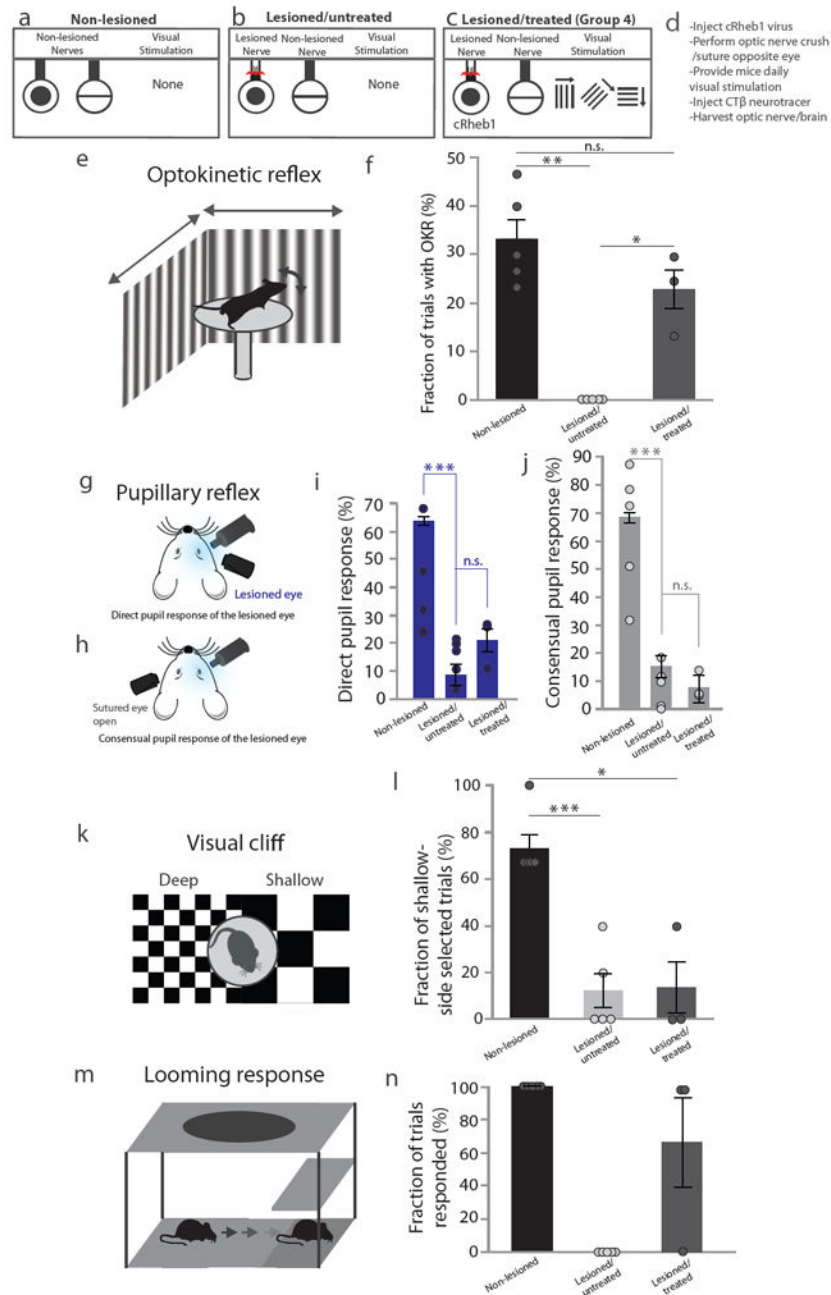 a
Non-lesioned
Non-lesioned Nerves
Visual Stimulation
None
b
Lesioned/untreated
Lesioned Nerve
Non-lesioned Nerve
Visual Stimulation
None
c
Lesioned/treated (Group 4)
Lesioned Nerve
Non-lesioned Nerve
Visual Stimulation
cRheb1
d
-Inject cRheb1 virus
-Perform optic nerve crush
/suture opposite eye
-Provide mice daily
visual stimulation
-Inject CTβ neurotracer
-Harvest optic nerve/brain
e
Optokinetic reflex
f
Fraction of trials with OKR (%)
50
40
30
20
10
0
n.s.
**
*
Non-lesioned
Lesioned/
untreated
Lesioned/
treated
g
Pupillary reflex
Lesioned eye
Direct pupil response of the lesioned eye
h
Sutured eye
open
Consensual pupil response of the lesioned eye
i
Direct pupil response (%)
70
60
50
40
30
20
10
0
***
n.s.
Non-lesioned
Lesioned/
untreated
Lesioned/
treated
j
Consensual pupil response (%)
90
80
70
60
50
40
30
20
10
0
***
n.s.
Non-lesioned
Lesioned/
untreated
Lesioned/
treated
k
Visual cliff
Deep
Shallow
l
Fraction of shallow-
side selected trials (%)
100
80
60
40
20
0
*
***
Non-lesioned
Lesioned/
untreated
Lesioned/
treated
m
Looming response
n
Fraction of trials
responded (%)
100
80
60
40
20
0
Non-lesioned
Lesioned/
untreated
Lesioned/
treated